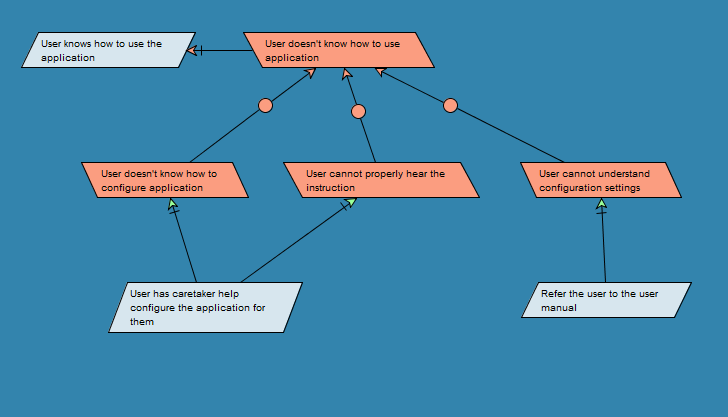 User knows how to use the
application
User doesn't know how to use
application
User doesn't know how to
configure application
User cannot properly hear the
instruction
User cannot understand
configuration settings
User has caretaker help
configure the application for
them
Refer the user to the user
manual